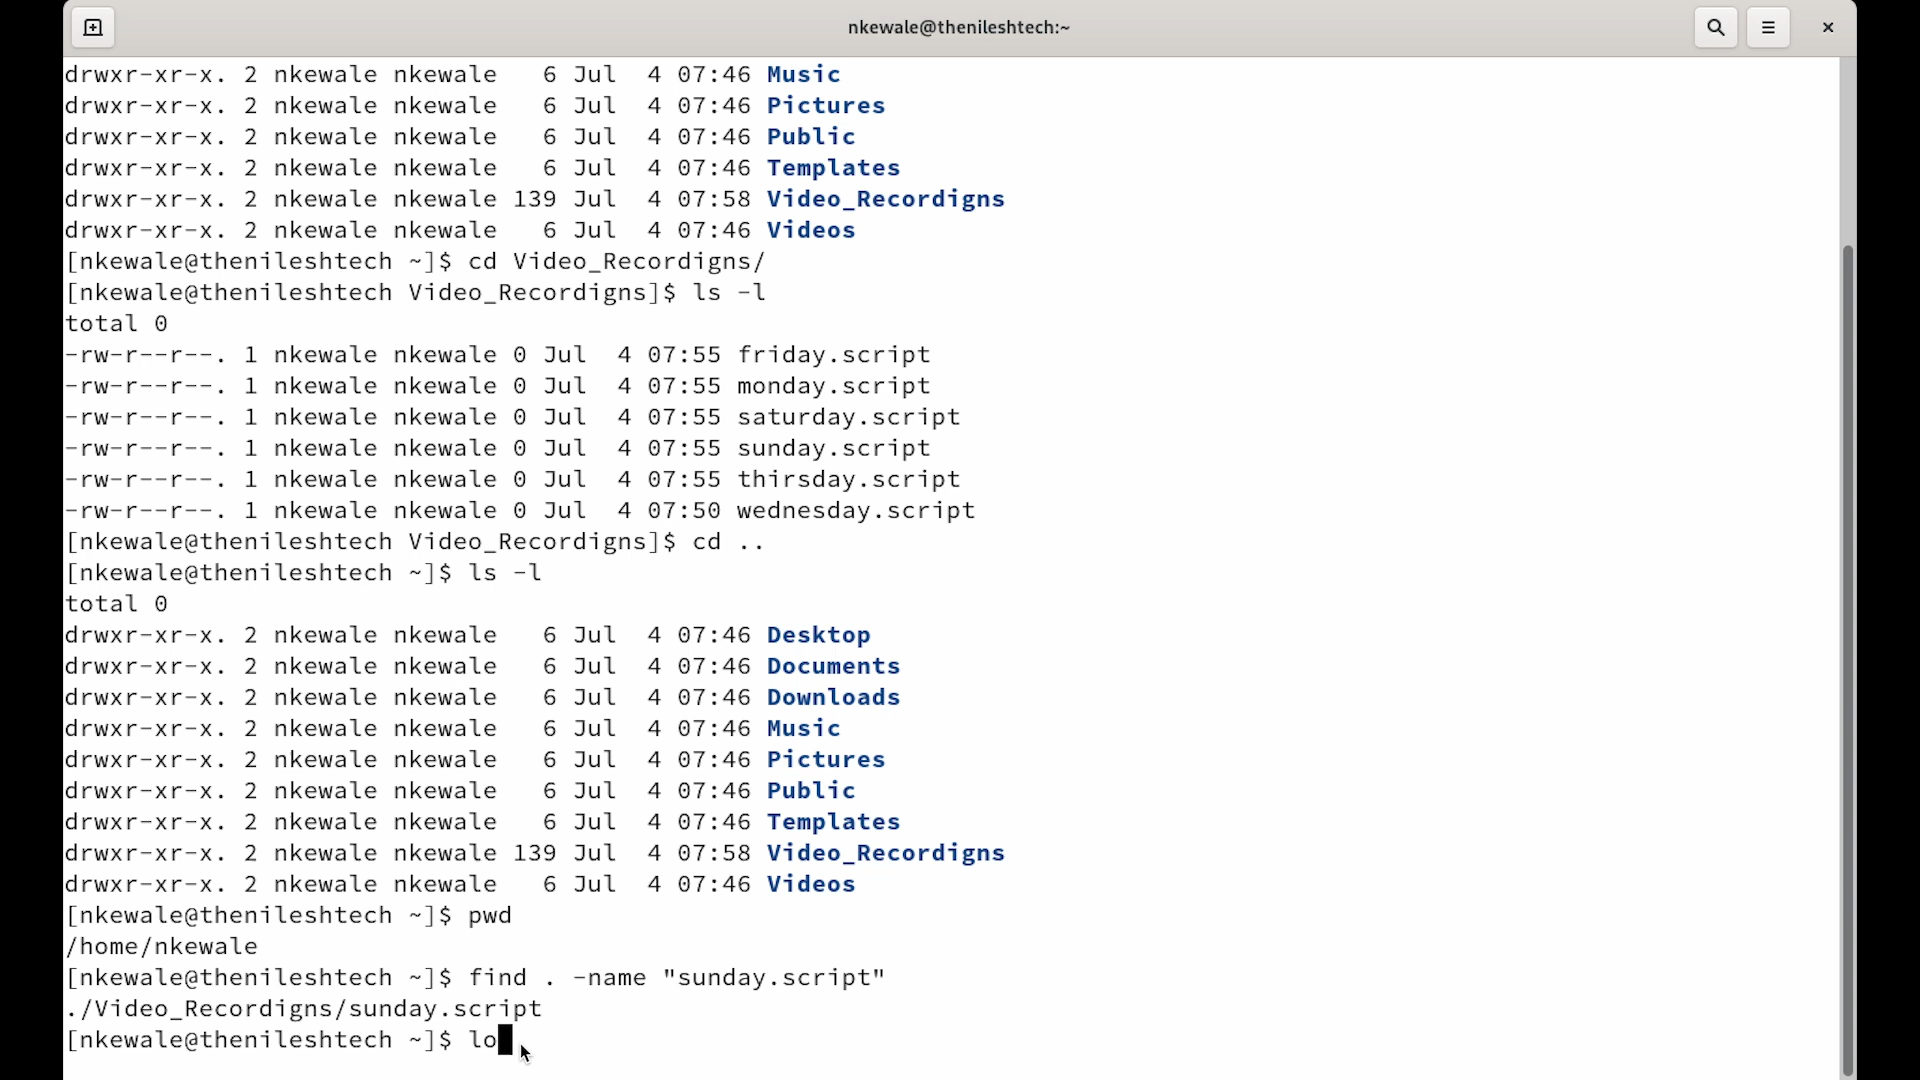 nkewale@thenileshtech:~
drwxr-xr-x. 2 nkewale nkewale   6 Jul  4 07:46 Music
drwxr-xr-x. 2 nkewale nkewale   6 Jul  4 07:46 Pictures
drwxr-xr-x. 2 nkewale nkewale   6 Jul  4 07:46 Public
drwxr-xr-x. 2 nkewale nkewale   6 Jul  4 07:46 Templates
drwxr-xr-x. 2 nkewale nkewale 139 Jul  4 07:58 Video_Recordigns
drwxr-xr-x. 2 nkewale nkewale   6 Jul  4 07:46 Videos
[nkewale@thenileshtech ~]$ cd Video_Recordigns/
[nkewale@thenileshtech Video_Recordigns]$ ls -l
total 0
-rw-r--r--. 1 nkewale nkewale 0 Jul  4 07:55 friday.script
-rw-r--r--. 1 nkewale nkewale 0 Jul  4 07:55 monday.script
-rw-r--r--. 1 nkewale nkewale 0 Jul  4 07:55 saturday.script
-rw-r--r--. 1 nkewale nkewale 0 Jul  4 07:55 sunday.script
-rw-r--r--. 1 nkewale nkewale 0 Jul  4 07:55 thirsday.script
-rw-r--r--. 1 nkewale nkewale 0 Jul  4 07:50 wednesday.script
[nkewale@thenileshtech Video_Recordigns]$ cd ..
[nkewale@thenileshtech ~]$ ls -l
total 0
drwxr-xr-x. 2 nkewale nkewale   6 Jul  4 07:46 Desktop
drwxr-xr-x. 2 nkewale nkewale   6 Jul  4 07:46 Documents
drwxr-xr-x. 2 nkewale nkewale   6 Jul  4 07:46 Downloads
drwxr-xr-x. 2 nkewale nkewale   6 Jul  4 07:46 Music
drwxr-xr-x. 2 nkewale nkewale   6 Jul  4 07:46 Pictures
drwxr-xr-x. 2 nkewale nkewale   6 Jul  4 07:46 Public
drwxr-xr-x. 2 nkewale nkewale   6 Jul  4 07:46 Templates
drwxr-xr-x. 2 nkewale nkewale 139 Jul  4 07:58 Video_Recordigns
drwxr-xr-x. 2 nkewale nkewale   6 Jul  4 07:46 Videos
[nkewale@thenileshtech ~]$ pwd
/home/nkewale
[nkewale@thenileshtech ~]$ find . -name "sunday.script"
./Video_Recordigns/sunday.script
[nkewale@thenileshtech ~]$ lo